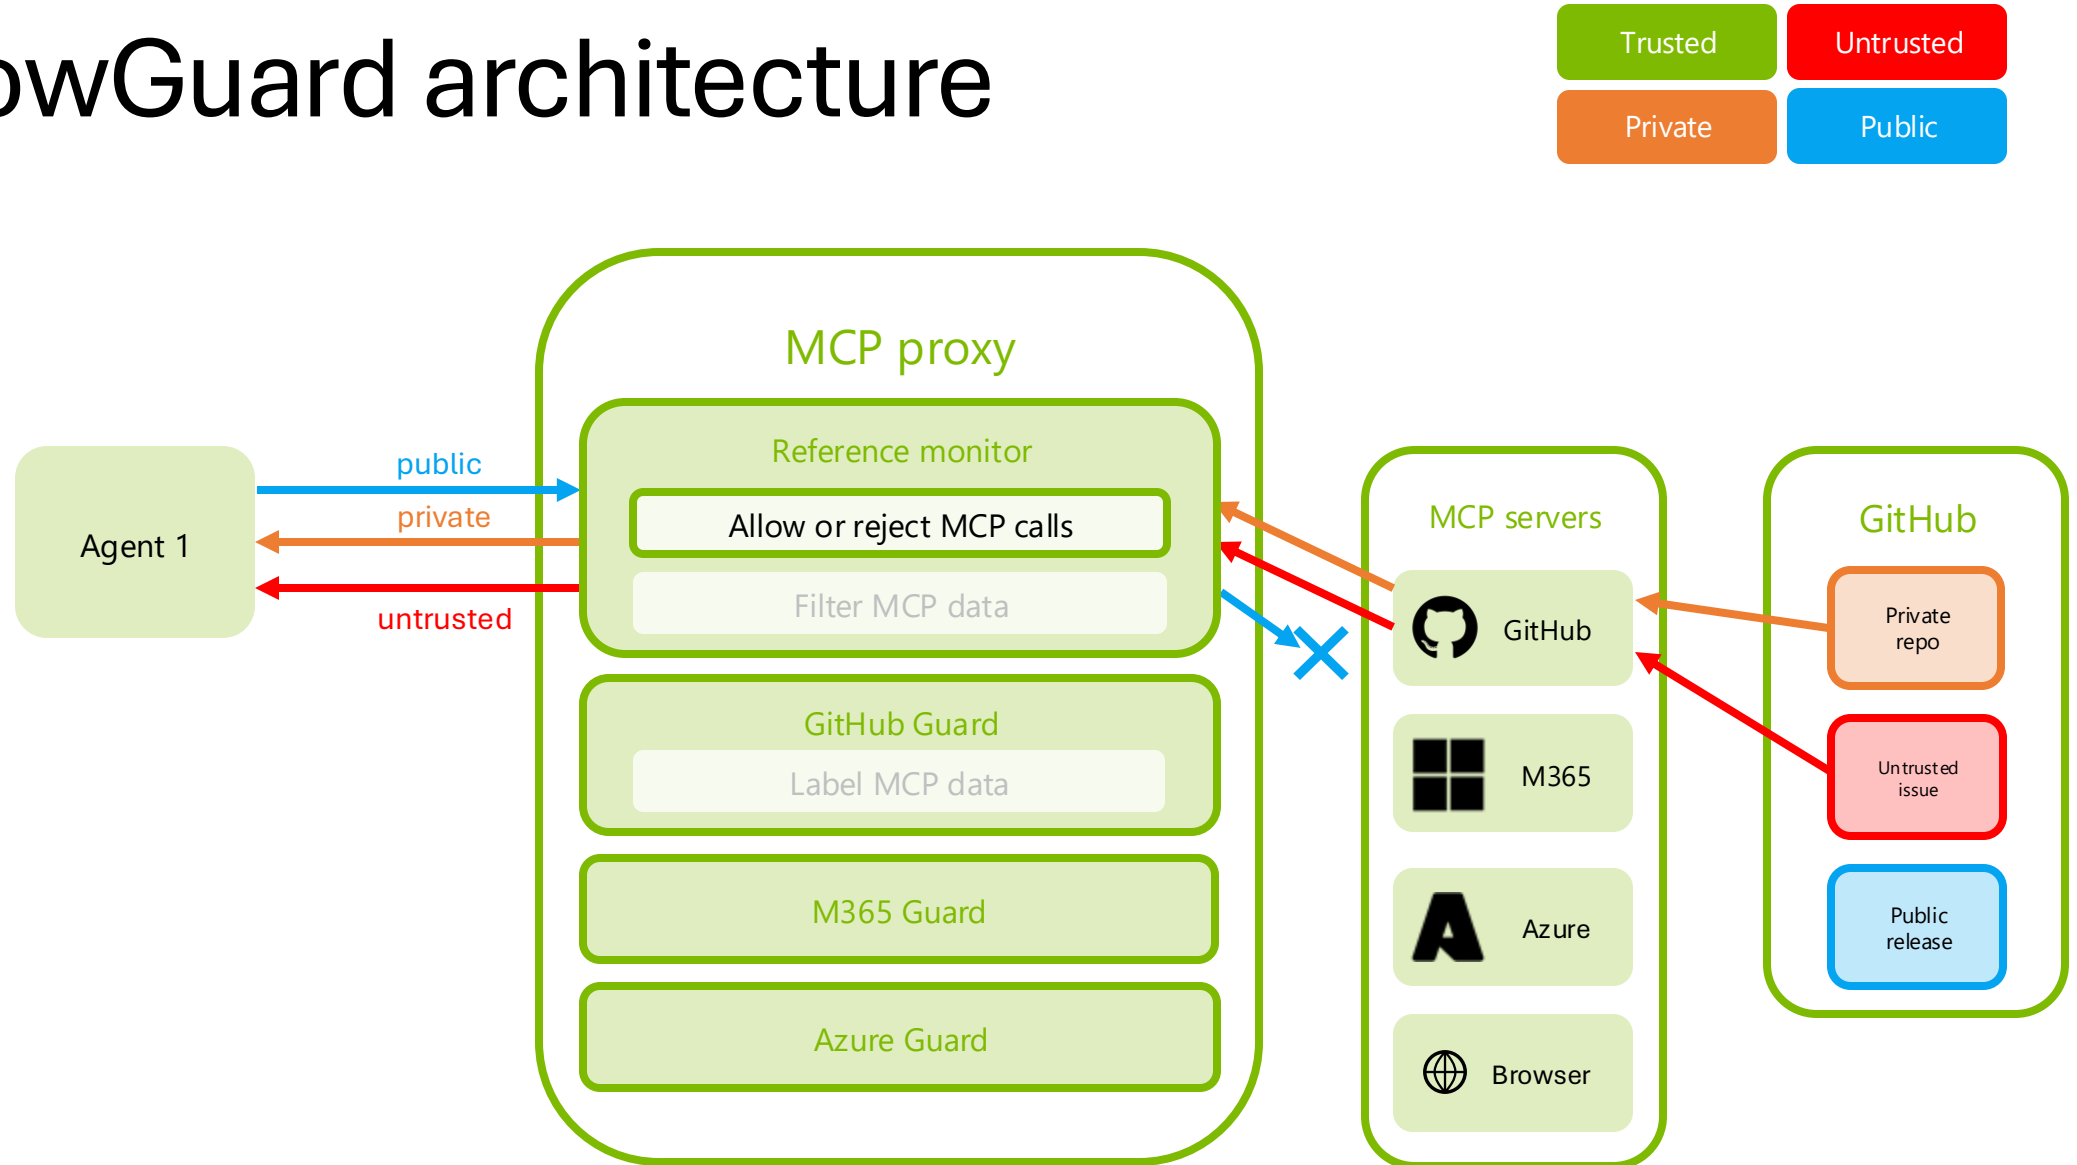 owGuard architecture
Trusted
Untrusted
Private
Public
MCP proxy
Reference monitor
Allow or reject MCP calls
Filter MCP data
GitHub Guard
Label MCP data
M365 Guard
Azure Guard
Agent 1
public
private
untrusted
MCP servers
GitHub
M365
Azure
Browser
GitHub
Private
repo
Untrusted
issue
Public
release